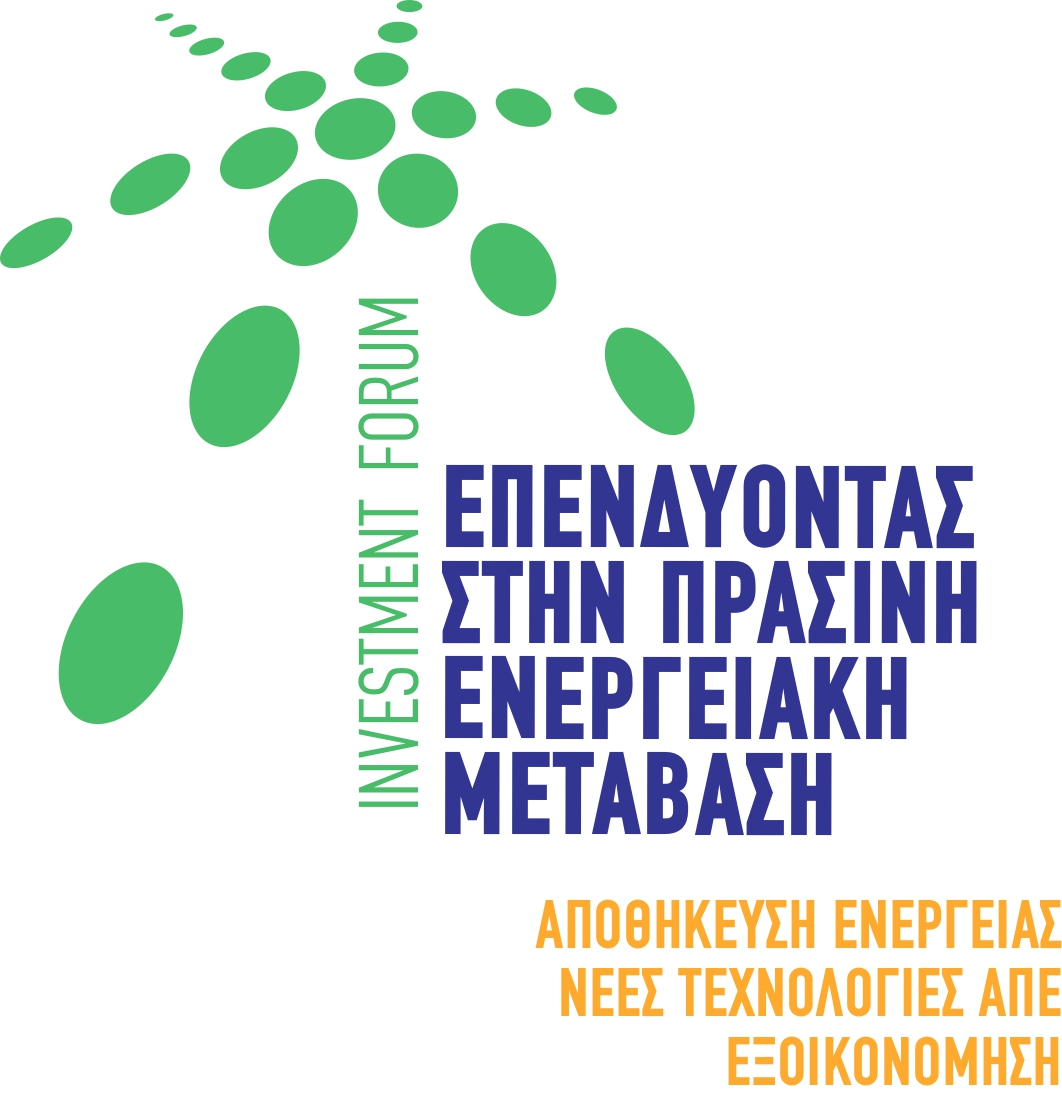 INVESTMENT FORUM
ΕΠΕΝΔΥΟΝΤΑΣ
ΣΤΗΝ ΠΡΑΣΙΝΗ
ΕΝΕΡΓΕΙΑΚΗ
ΜΕΤΑΒΑΣΗ
ΑΠΟΘΗΚΕΥΣΗ ΕΝΕΡΓΕΙΑΣ
ΝΕΕΣ ΤΕΧΝΟΛΟΓΙΕΣ ΑΠΕ
ΕΞΟΙΚΟΝΟΜΗΣΗ